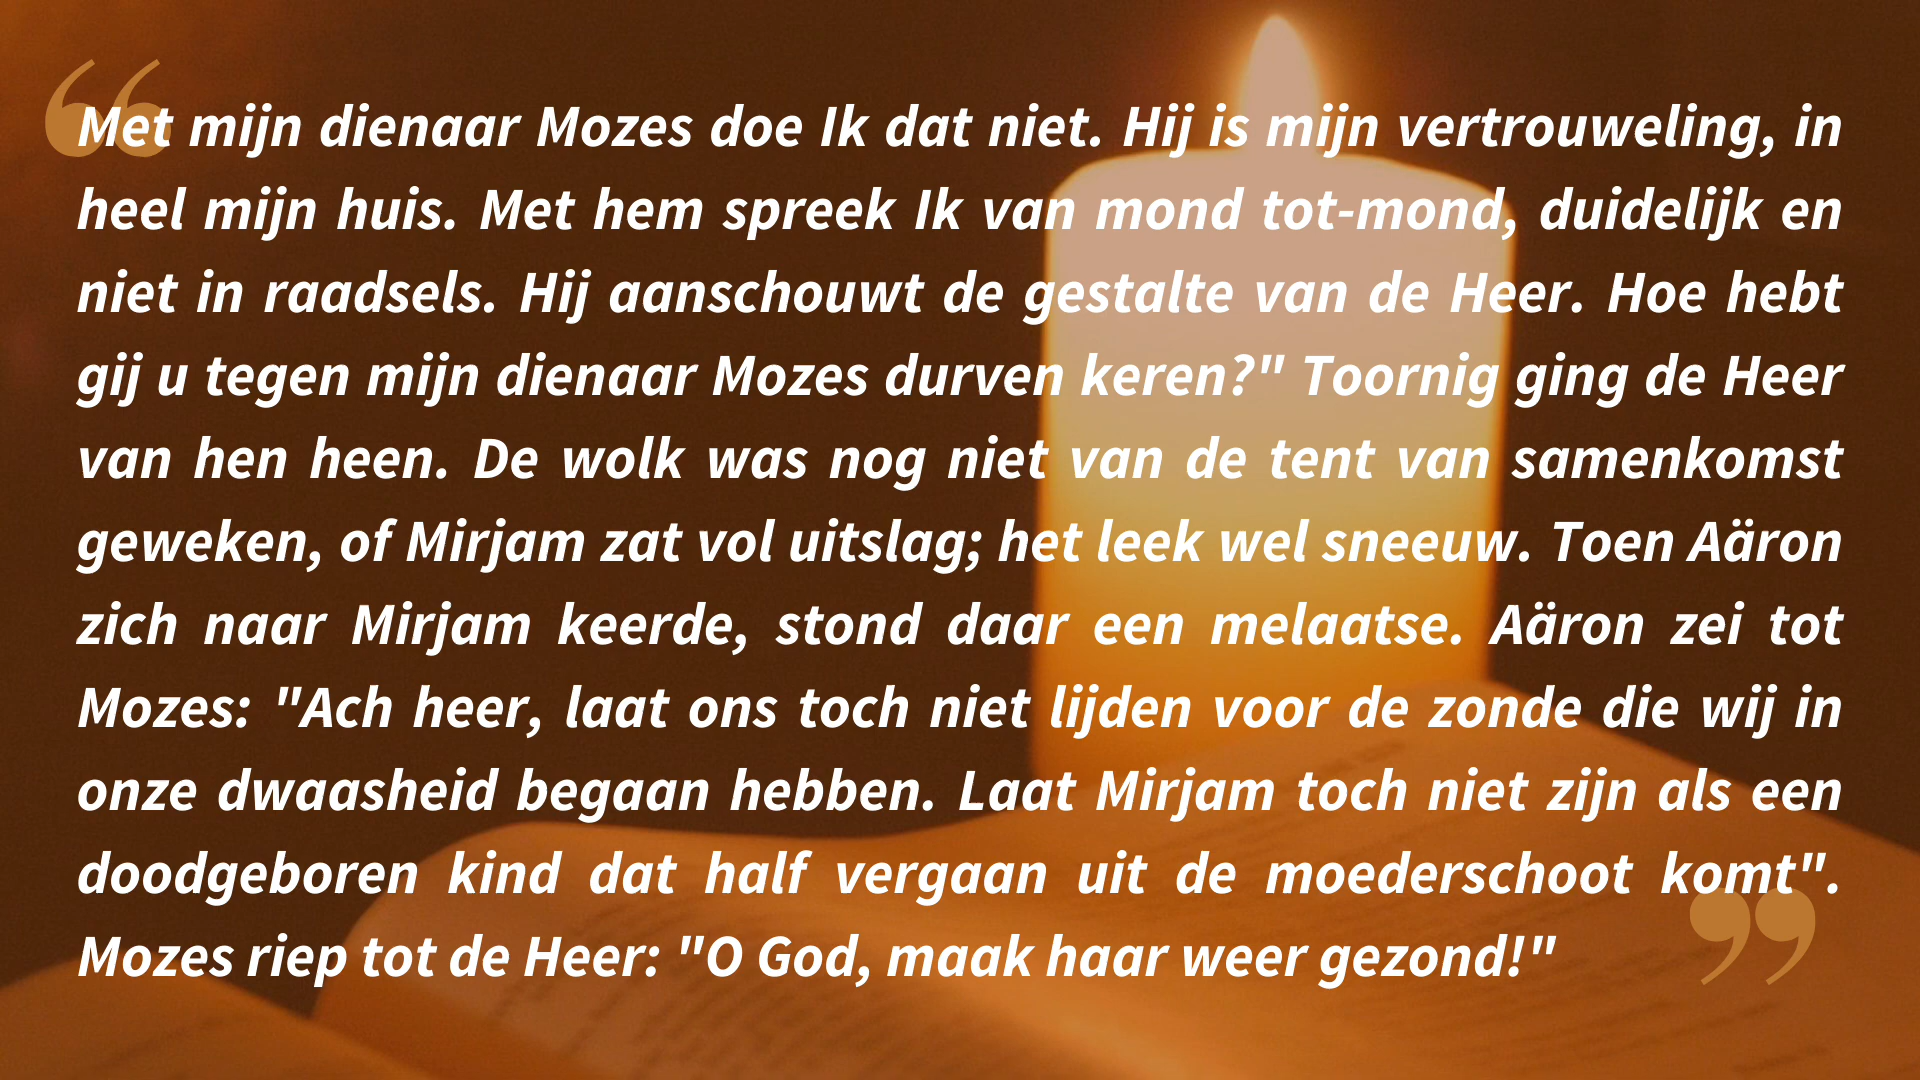 Met mijn dienaar Mozes doe Ik dat niet. Hij is mijn vertrouweling, in
heel mijn huis. Met hem spreek Ik van mond tot-mond, duidelijk en
niet in raadsels. Hij aanschouwt de gestalte van de Heer. Hoe hebt
gij u tegen mijn dienaar Mozes durven keren?" Toornig ging de Heer
van hen heen. De wolk was nog niet van de tent van samenkomst
geweken, of Mirjam zat vol uitslag; het leek wel sneeuw. Toen Aäron
zich naar Mirjam keerde, stond daar een melaatse. Aäron zei tot
Mozes: "Ach heer, laat ons toch niet lijden voor de zonde die wij in
onze dwaasheid begaan hebben. Laat Mirjam toch niet zijn als een
doodgeboren kind dat half vergaan uit de moederschoot komt".
Mozes riep tot de Heer: "O God, maak haar weer gezond!"